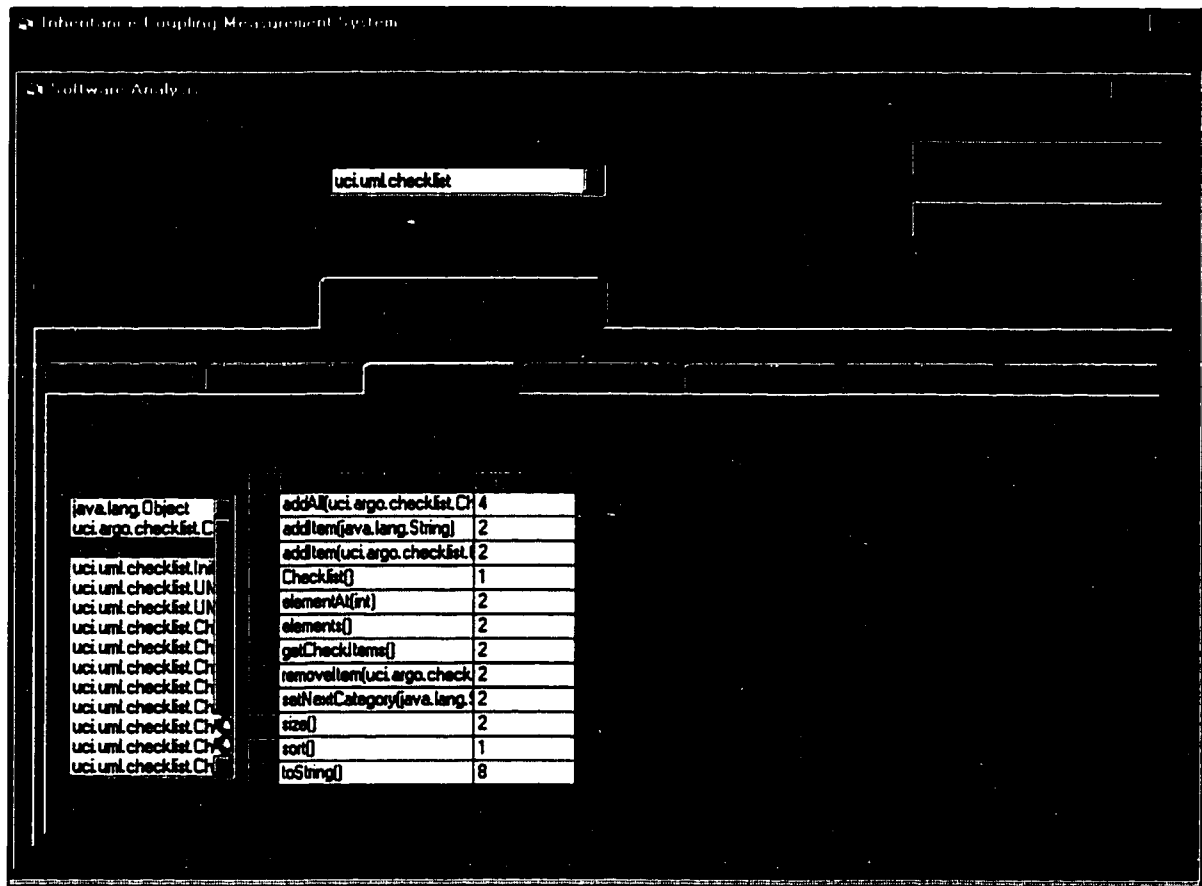 Inheritance Coupling Measurement System
Software Analysis
uci.uml.checklist
java.lang.Object
uci.argo.checklist.C
uci.uml.checklist.Init
uci.uml.checklist.UM
uci.uml.checklist.UM
uci.uml.checklist.Ch
uci.uml.checklist.Ch
uci.uml.checklist.Ch
uci.uml.checklist.Ch
uci.uml.checklist.Ch
uci.uml.checklist.Ch
uci.uml.checklist.Ch
uci.uml.checklist.Ch
addAll(uci.argo.checklist.Ch 4
addItem(java.lang.String) 2
addItem(uci.argo.checklist. 2
Checklist() 1
elementAt(int) 2
elements() 2
getCheckItems() 2
removeItem(uci.argo.check 2
setNextCategory(java.lang.S 2
size() 2
sort() 1
toString() 8